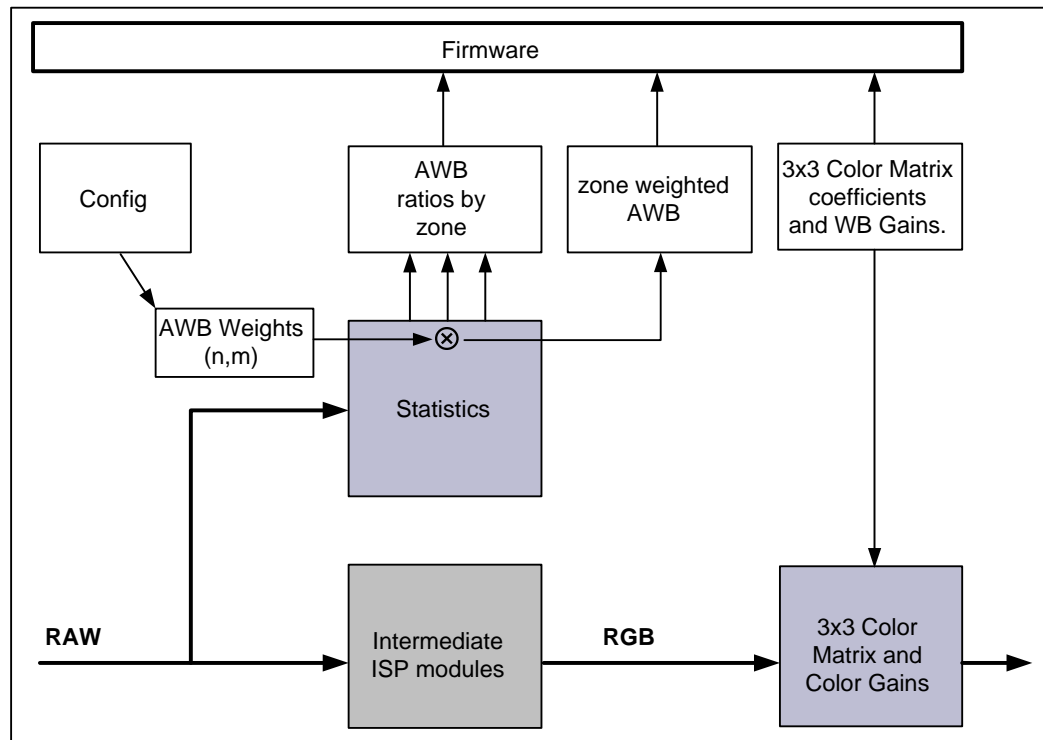 Firmware
Config
AWB
ratios by
zone
zone weighted
AWB
3x3 Color Matrix
coefficients
and WB Gains.
AWB Weights
(n,m)
Statistics
RAW
Intermediate
ISP modules
RGB
3x3 Color
Matrix and
Color Gains